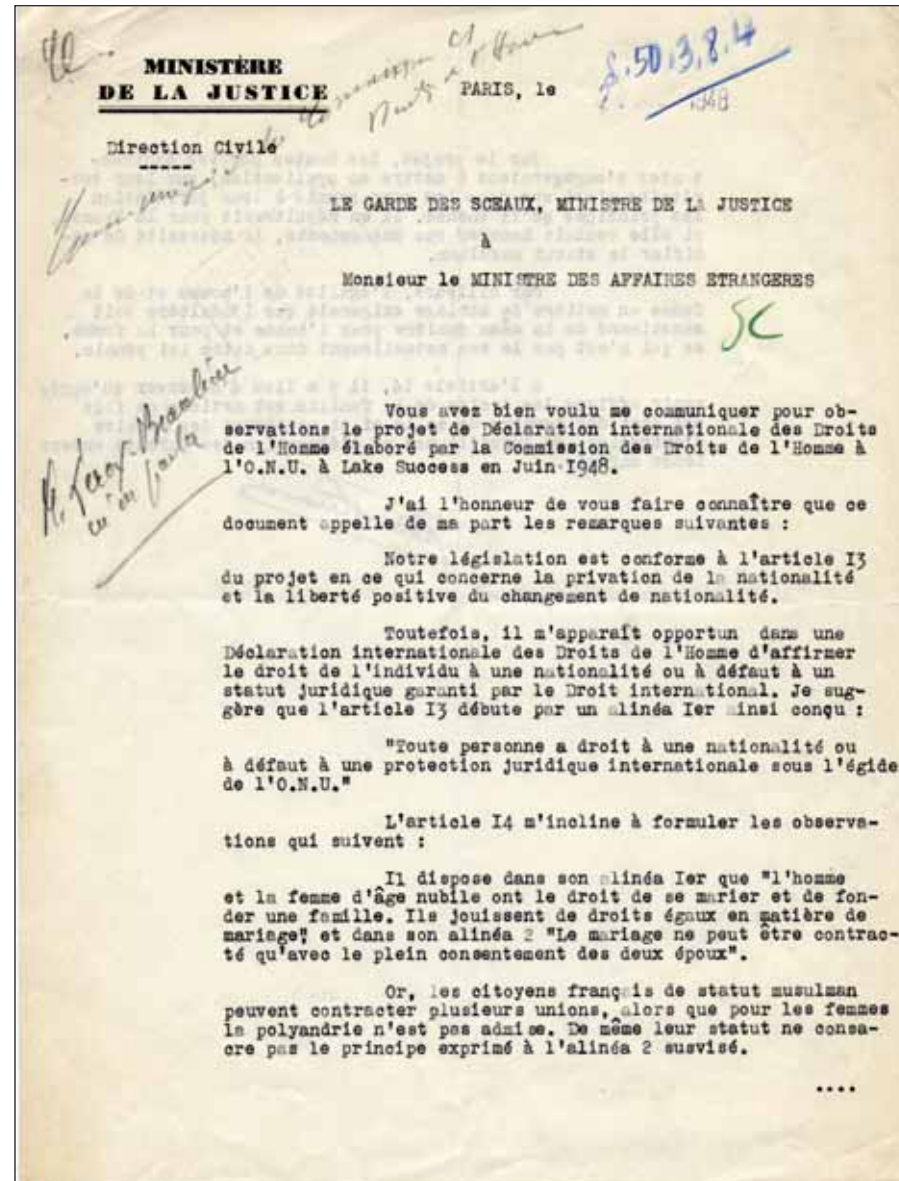 MINISTÈRE
DE LA JUSTICE
PARIS, le
1948
Direction Civile
-----
LE GARDE DES SCEAUX, MINISTRE DE LA JUSTICE
à
Monsieur le MINISTRE DES AFFAIRES ETRANGERES
SC
Vous avez bien voulu me communiquer pour ob-
servations le projet de Déclaration internationale des Droits
de l'Homme élaboré par la Commission des Droits de l'Homme à
l'O.N.U. à Lake Success en Juin 1948.
J'ai l'honneur de vous faire connaître que ce
document appelle de ma part les remarques suivantes :
Notre législation est conforme à l'article I3
du projet en ce qui concerne la privation de la nationalité
et la liberté positive du changement de nationalité.
Toutefois, il m'apparaît opportun dans une
Déclaration internationale des Droits de l'Homme d'affirmer
le droit de l'individu à une nationalité ou à défaut à un
statut juridique garanti par le Droit international. Je sug-
gère que l'article I3 débute par un alinéa Ier ainsi conçu :
"Toute personne a droit à une nationalité ou
à défaut à une protection juridique internationale sous l'égide
de l'O.N.U."
L'article I4 m'incline à formuler les observa-
tions qui suivent :
Il dispose dans son alinéa Ier que "l'homme
et la femme d'âge nubile ont le droit de se marier et de fon-
der une famille. Ils jouissent de droits égaux en matière de
mariage" et dans son alinéa 2 "Le mariage ne peut être contrac-
té qu'avec le plein consentement des deux époux".
Or, les citoyens français de statut musulman
peuvent contracter plusieurs unions, alors que pour les femmes
la polyandrie n'est pas admise. De même leur statut ne consa-
cre pas le principe exprimé à l'alinéa 2 susvisé.
....